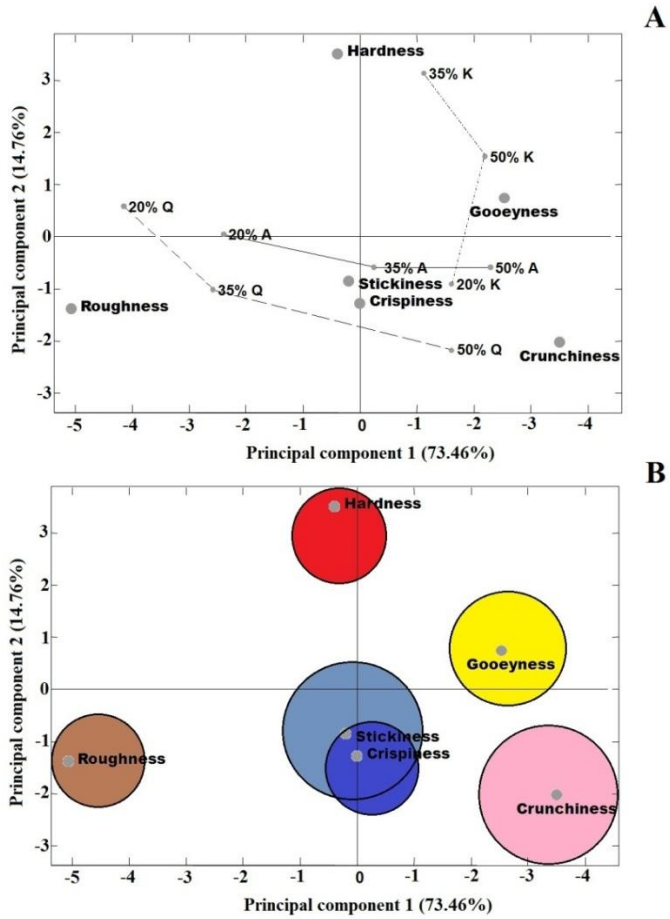 A
Hardness
35% K
50% K
Gooeyness
20% Q
20% A
35% A
50% A
Stickiness
20% K
35% Q
Crispiness
Roughness
50% Q
Crunchiness
3
2
1
0
-1
-2
-3
Principal component 2 (14.76%)
-5 -4 -3 -2 -1 0 -1 -2 -3 -4
Principal component 1 (73.46%)
B
Hardness
Gooeyness
Stickiness
Crispiness
Roughness
Crunchiness
3
2
1
0
-1
-2
-3
Principal component 2 (14.76%)
-5 -4 -3 -2 -1 0 -1 -2 -3 -4
Principal component 1 (73.46%)